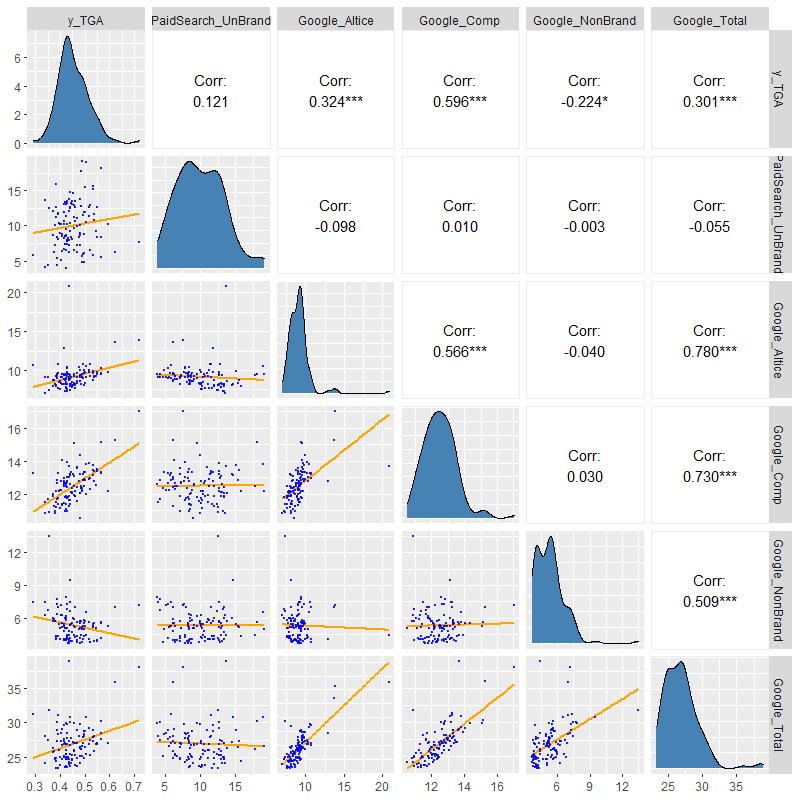 y_TGA PaidSearch_UnBrand Google_Altice Google_Comp Google_NonBrand Google_Total
6
4
2
0
Corr:
0.121
Corr:
0.324***
Corr:
0.596***
Corr:
-0.224*
Corr:
0.301***
y_TGA
15
10
5
Corr:
-0.098
Corr:
0.010
Corr:
-0.003
Corr:
-0.055
PaidSearch_UnBrand
20
15
10
Corr:
0.566***
Corr:
-0.040
Corr:
0.780***
Google_Altice
16
14
12
Corr:
0.030
Corr:
0.730***
Google_Comp
12
9
6
Corr:
0.509***
Google_NonBrand
35
30
25
Google_Total
0.3 0.4 0.5 0.6 0.7 5 10 15 10 15 20 12 14 16 6 9 12 25 30 35